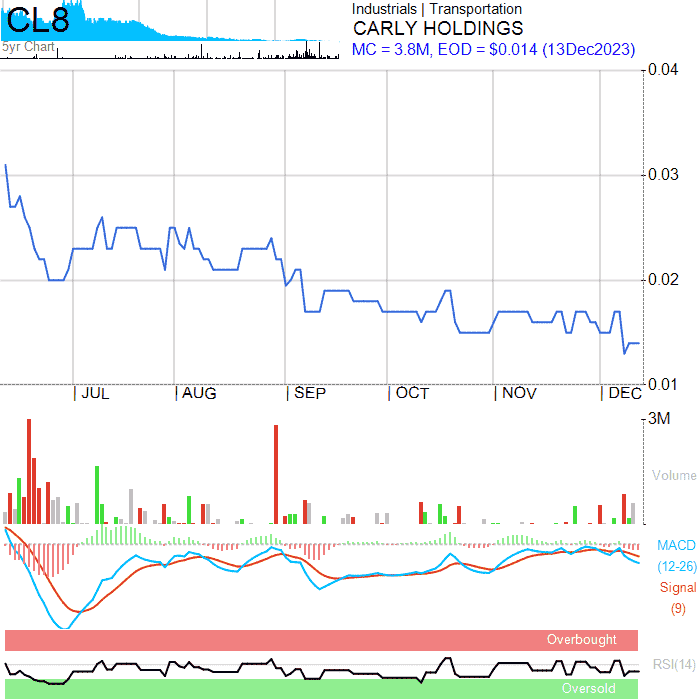 CL8
5yr Chart
Industrials | Transportation
CARLY HOLDINGS
MC = 3.8M, EOD = $0.014 (13Dec2023)
0.04
0.03
0.02
0.01
| JUL | AUG | SEP | OCT | NOV | DEC
3M
Volume
MACD
(12-26)
Signal
(9)
Overbought
RSI(14)
Oversold